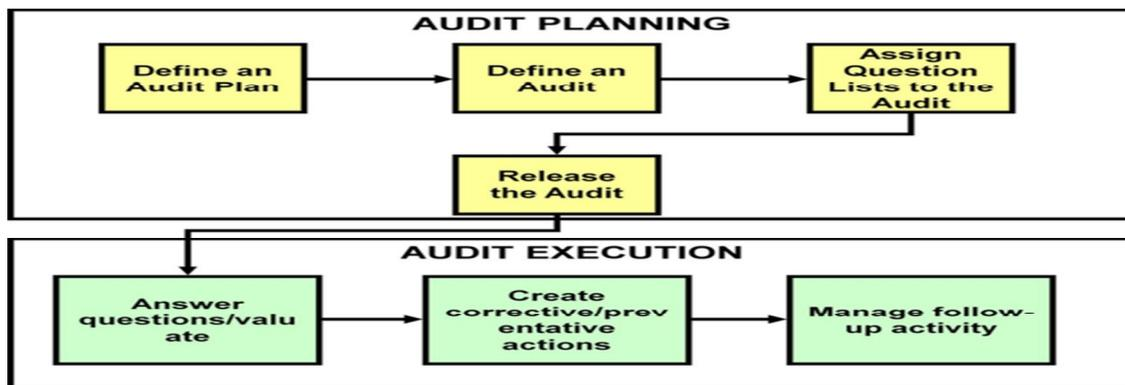 AUDIT PLANNING
Define an
Audit Plan
Define an
Audit
Assign
Question
Lists to the
Audit
Release
the Audit
AUDIT EXECUTION
Answer
questions/valu
ate
Create
corrective/prev
entative
actions
Manage follow-
up activity